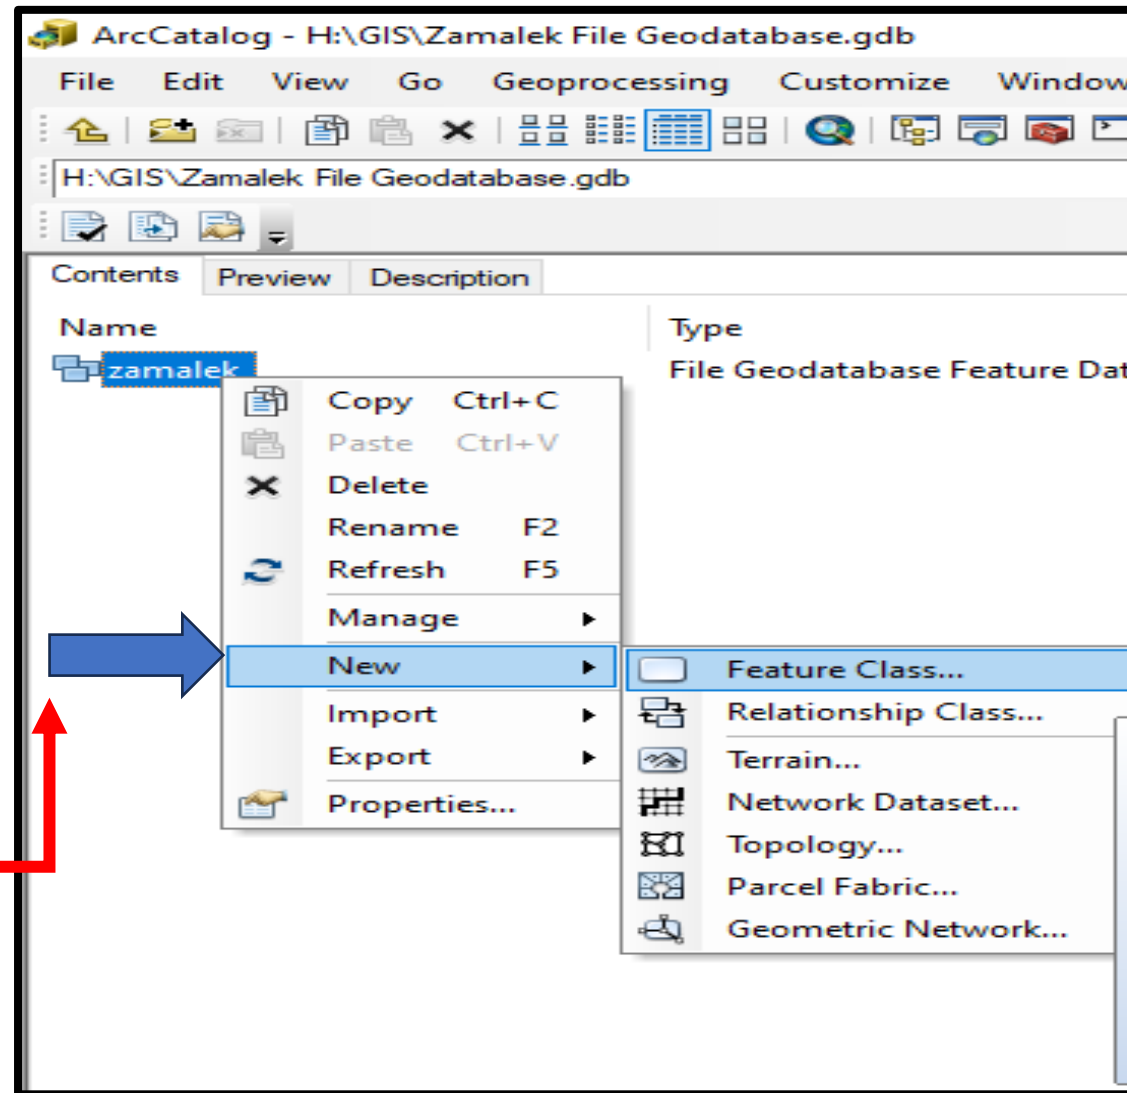 ArcCatalog - H:\GIS\Zamalek File Geodatabase.gdb
File Edit View Go Geoprocessing Customize Window
H:\GIS\Zamalek File Geodatabase.gdb
Contents Preview Description
Name Type
zamalek File Geodatabase Feature Dat
Copy Ctrl+C
Paste Ctrl+V
Delete
Rename F2
Refresh F5
Manage
New
Import
Export
Properties...
Feature Class...
Relationship Class...
Terrain...
Network Dataset...
Topology...
Parcel Fabric...
Geometric Network...